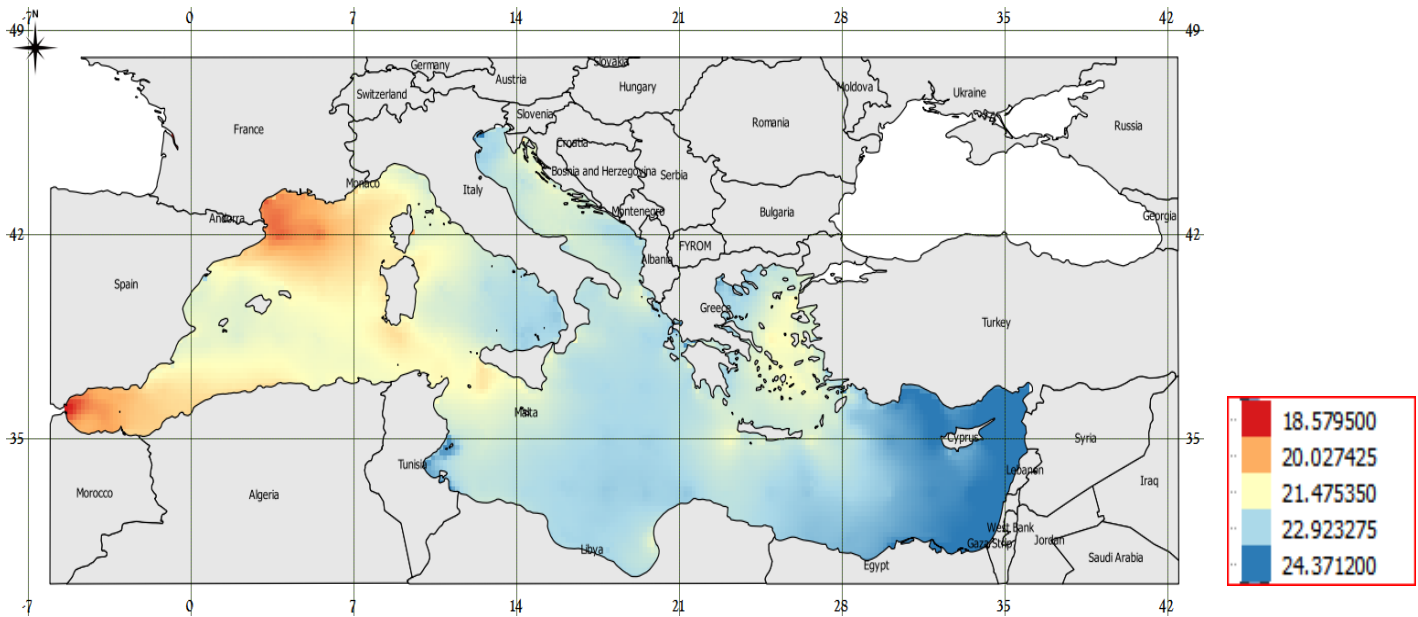 -7 0 7 14 21 28 35 42
N
49 49
Slovakia
Germany
Austria
Hungary
Moldova
Ukraine
Switzerland
Slovenia
Romania
Russia
France
Croatia
Bosnia and Herzegovina
Serbia
Monaco
Italy
Montenegro
Bulgaria
Andorra
Georgia
42 42
FYROM
Albania
Spain
Greece
Turkey
Malta
35 35
Cyprus
Syria
Tunisia
Lebanon
Iraq
Morocco
Algeria
West Bank
Gaza Strip
Jordan
Libya
Saudi Arabia
Egypt
-7 0 7 14 21 28 35 42
18.579500
20.027425
21.475350
22.923275
24.371200